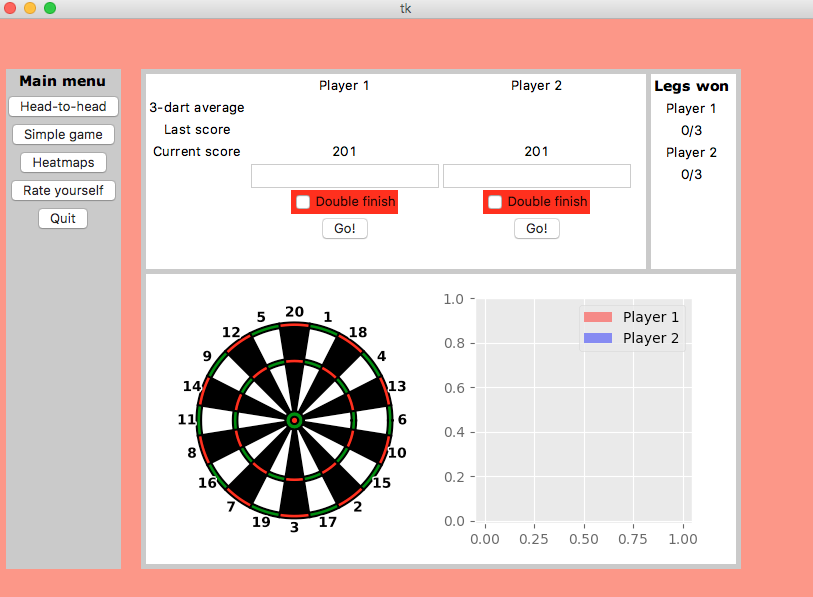 tk
Main menu
Head-to-head
Simple game
Heatmaps
Rate yourself
Quit
Player 1 Player 2
3-dart average
Last score
Current score 201 201
Double finish Double finish
Go! Go!
Legs won
Player 1
0/3
Player 2
0/3
20
5 1
12 18
9 4
14 13
11 6
8 10
16 15
7 2
19 17
3
1.0
0.8
0.6
0.4
0.2
0.0
0.00 0.25 0.50 0.75 1.00
Player 1
Player 2